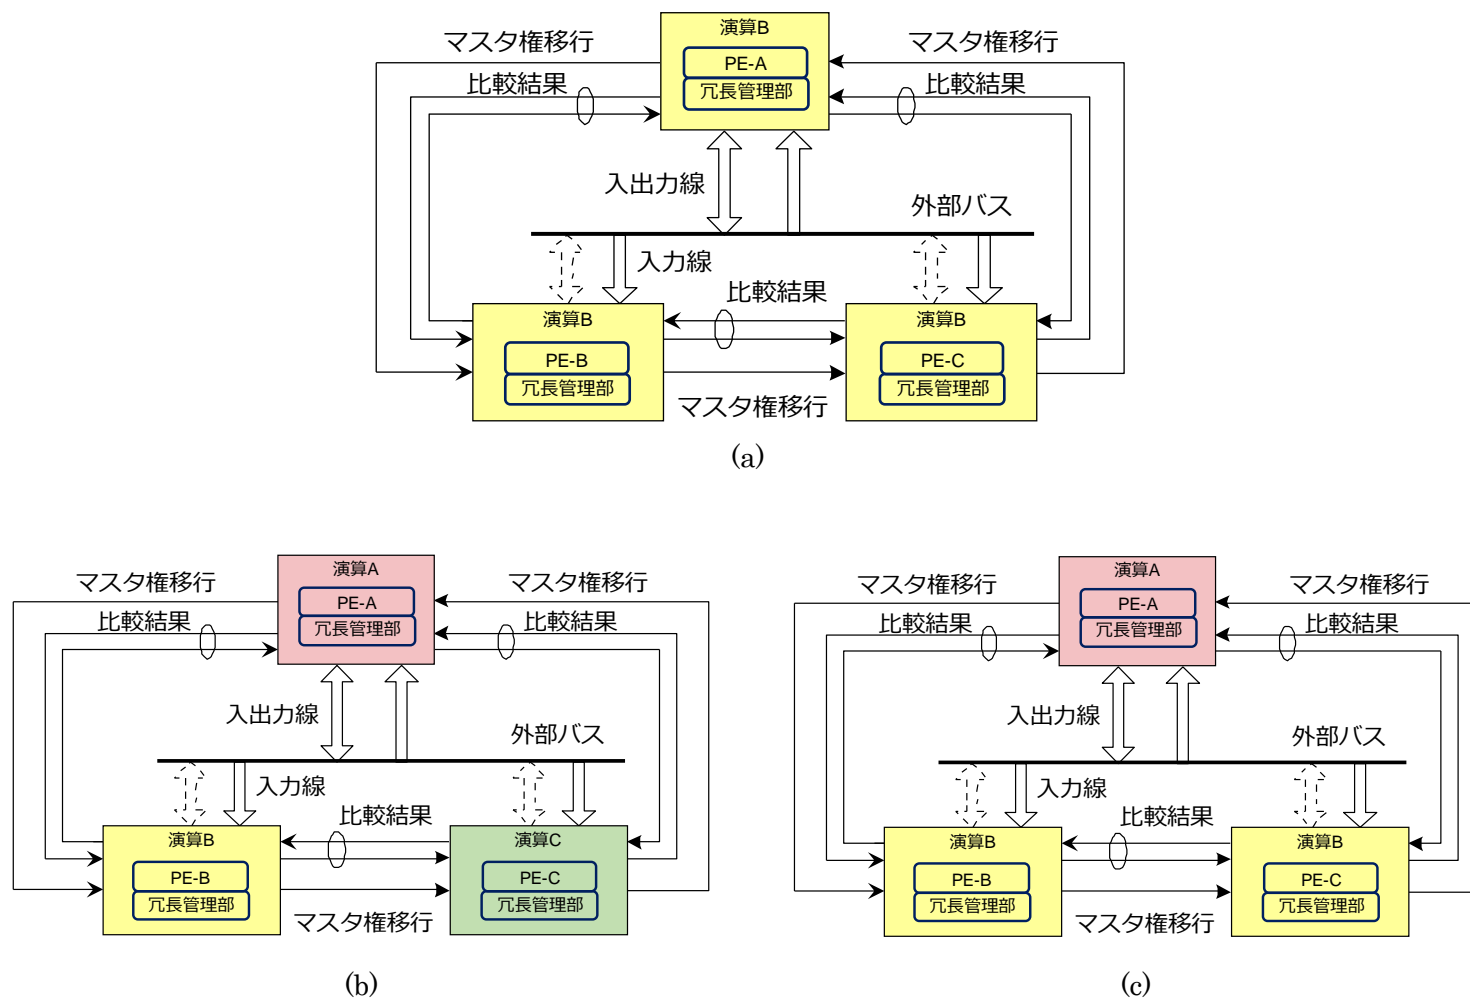 演算B
マスタ権移行
マスタ権移行
PE-A
比較結果
比較結果
冗長管理部
入出力線
外部バス
入力線
比較結果
演算B
演算B
PE-B
PE-C
冗長管理部
冗長管理部
マスタ権移行
(a)
演算A
マスタ権移行
マスタ権移行
PE-A
比較結果
比較結果
冗長管理部
入出力線
外部バス
入力線
比較結果
演算B
演算C
PE-B
PE-C
冗長管理部
冗長管理部
マスタ権移行
(b)
演算A
マスタ権移行
マスタ権移行
PE-A
比較結果
比較結果
冗長管理部
入出力線
外部バス
入力線
比較結果
演算B
演算B
PE-B
PE-C
冗長管理部
冗長管理部
マスタ権移行
(c)